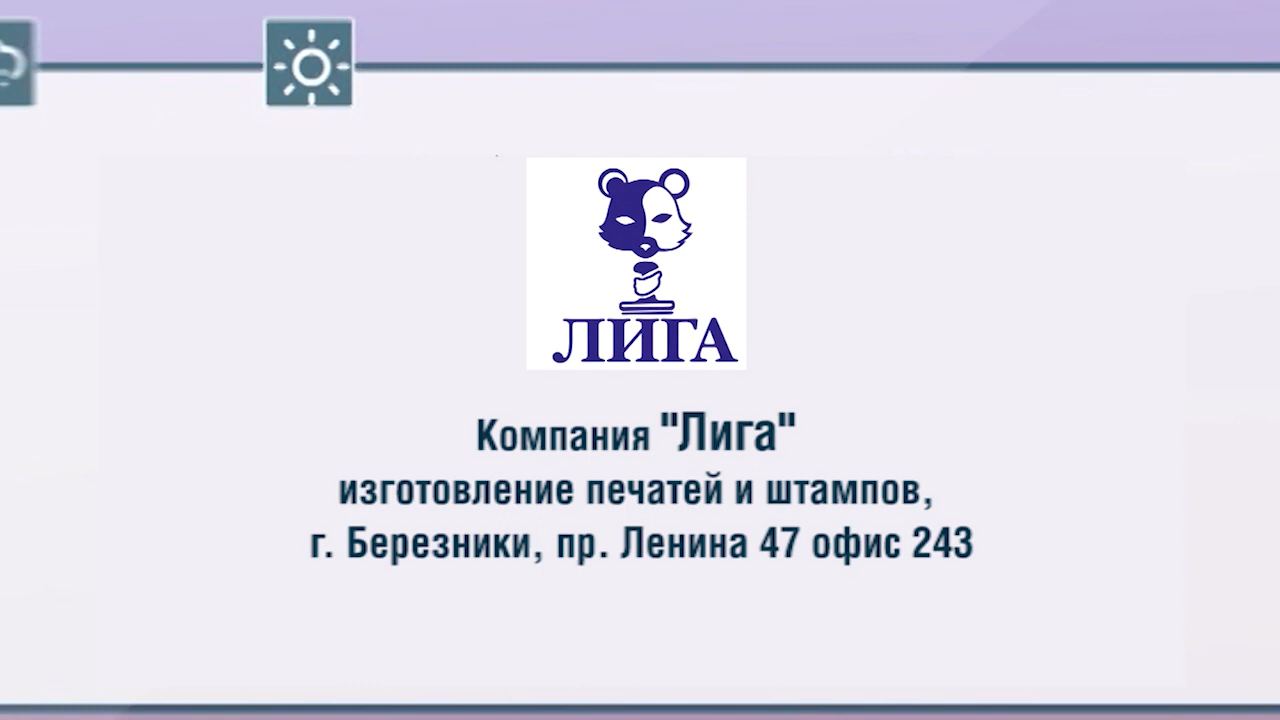 ЛИГА
Компания "Лига"
изготовление печатей и штампов,
г. Березники, пр. Ленина 47 офис 243